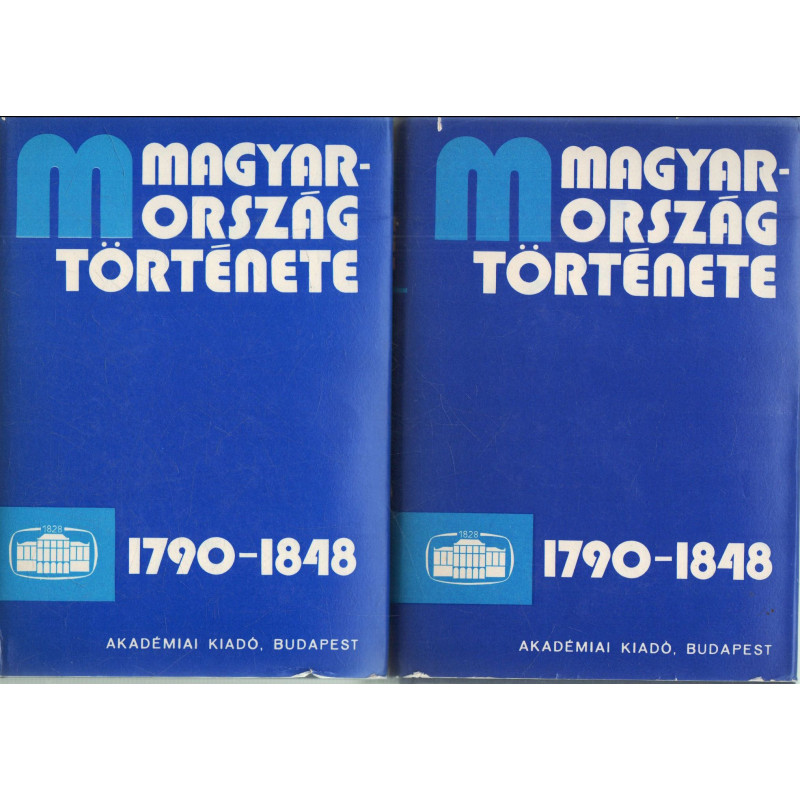 M MAGYAR-
ORSZÁG
TÖRTÉNETE
1828
1790-1848
AKADÉMIAI KIADÓ, BUDAPEST
M MAGYAR-
ORSZÁG
TÖRTÉNETE
1828
1790-1848
AKADÉMIAI KIADÓ, BUDAPEST